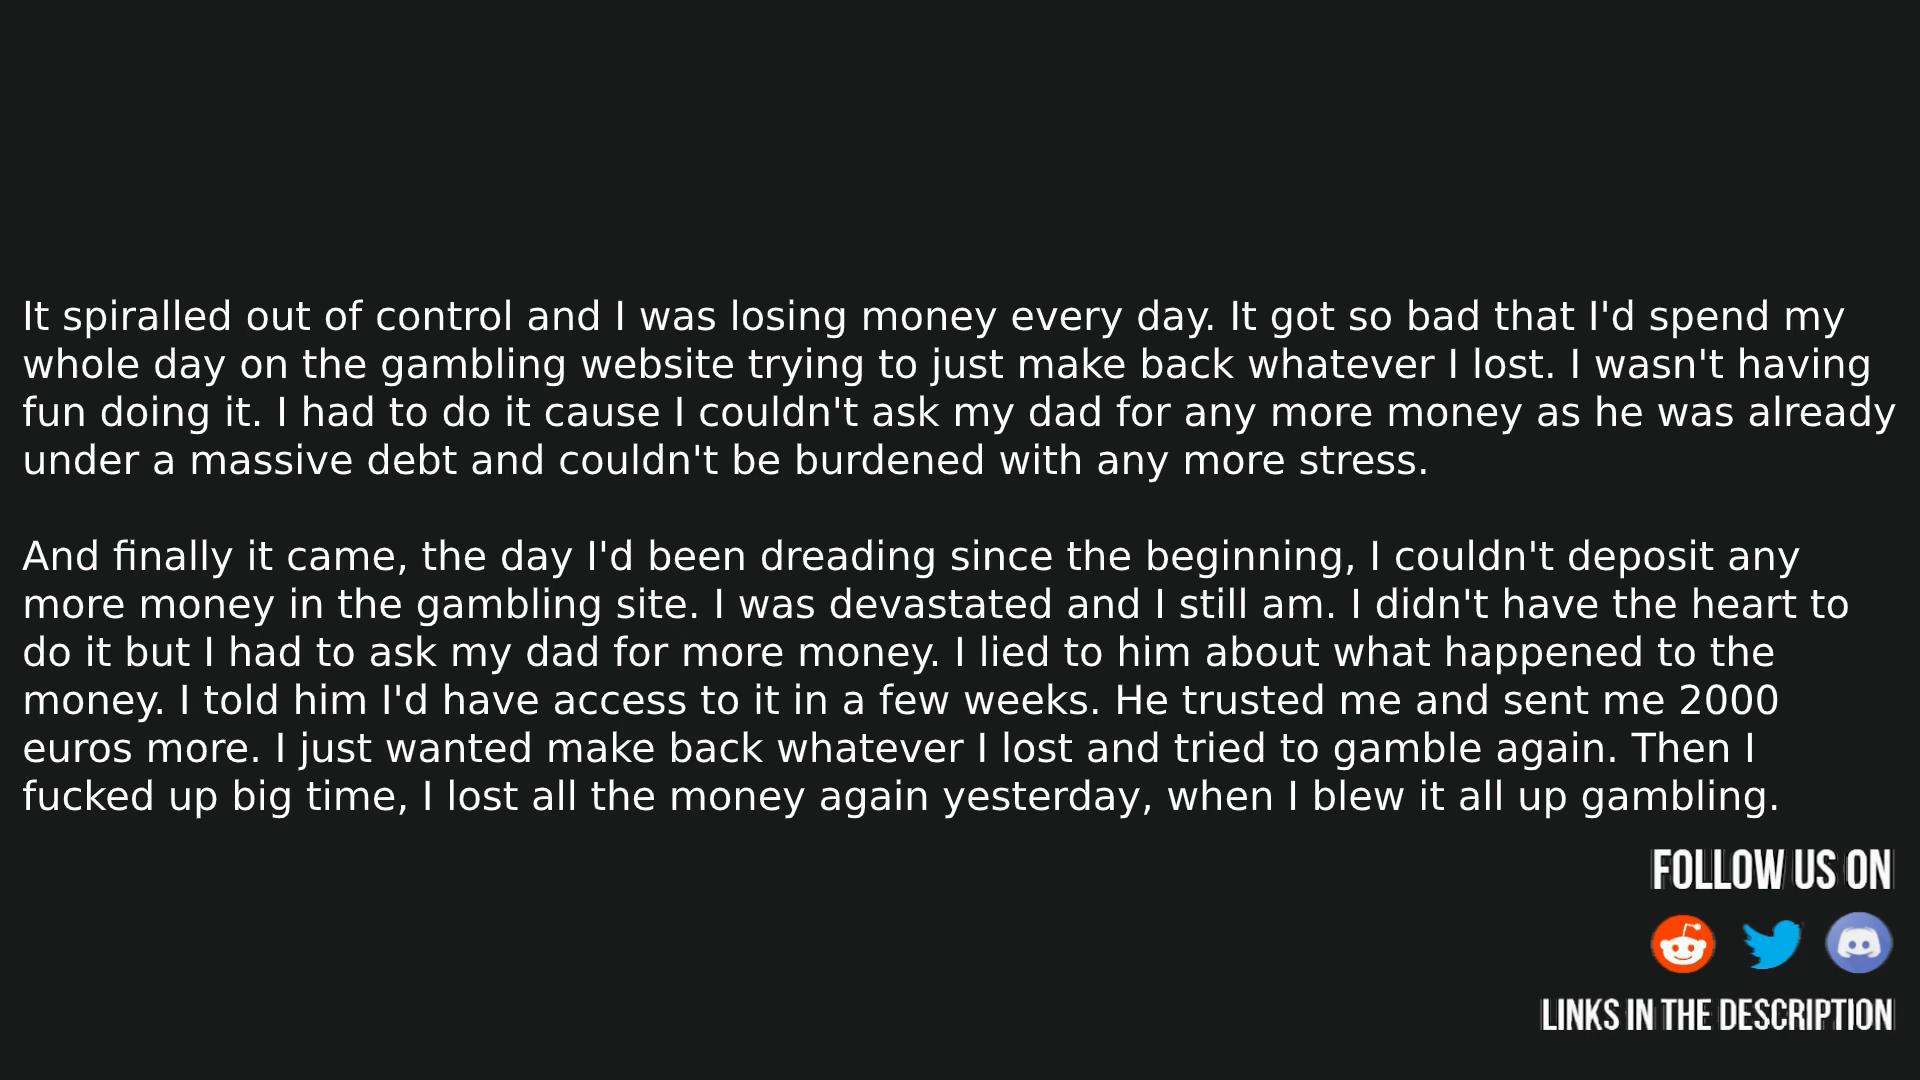 It spiralled out of control and I was losing money every day. It got so bad that I'd spend my
whole day on the gambling website trying to just make back whatever I lost. I wasn't having
fun doing it. I had to do it cause I couldn't ask my dad for any more money as he was already
under a massive debt and couldn't be burdened with any more stress.
And finally it came, the day I'd been dreading since the beginning, I couldn't deposit any
more money in the gambling site. I was devastated and I still am. I didn't have the heart to
do it but I had to ask my dad for more money. I lied to him about what happened to the
money. I told him I'd have access to it in a few weeks. He trusted me and sent me 2000
euros more. I just wanted make back whatever I lost and tried to gamble again. Then I
fucked up big time, I lost all the money again yesterday, when I blew it all up gambling.
FOLLOW US ON
LINKS IN THE DESCRIPTION